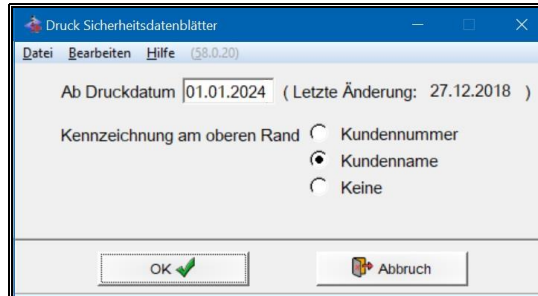 Druck Sicherheitsdatenblätter
Datei Bearbeiten Hilfe (58.0.20)
Ab Druckdatum 01.01.2024 ( Letzte Änderung: 27.12.2018 )
Kennzeichnung am oberen Rand Kundennummer
Kundenname
Keine
OK Abbruch